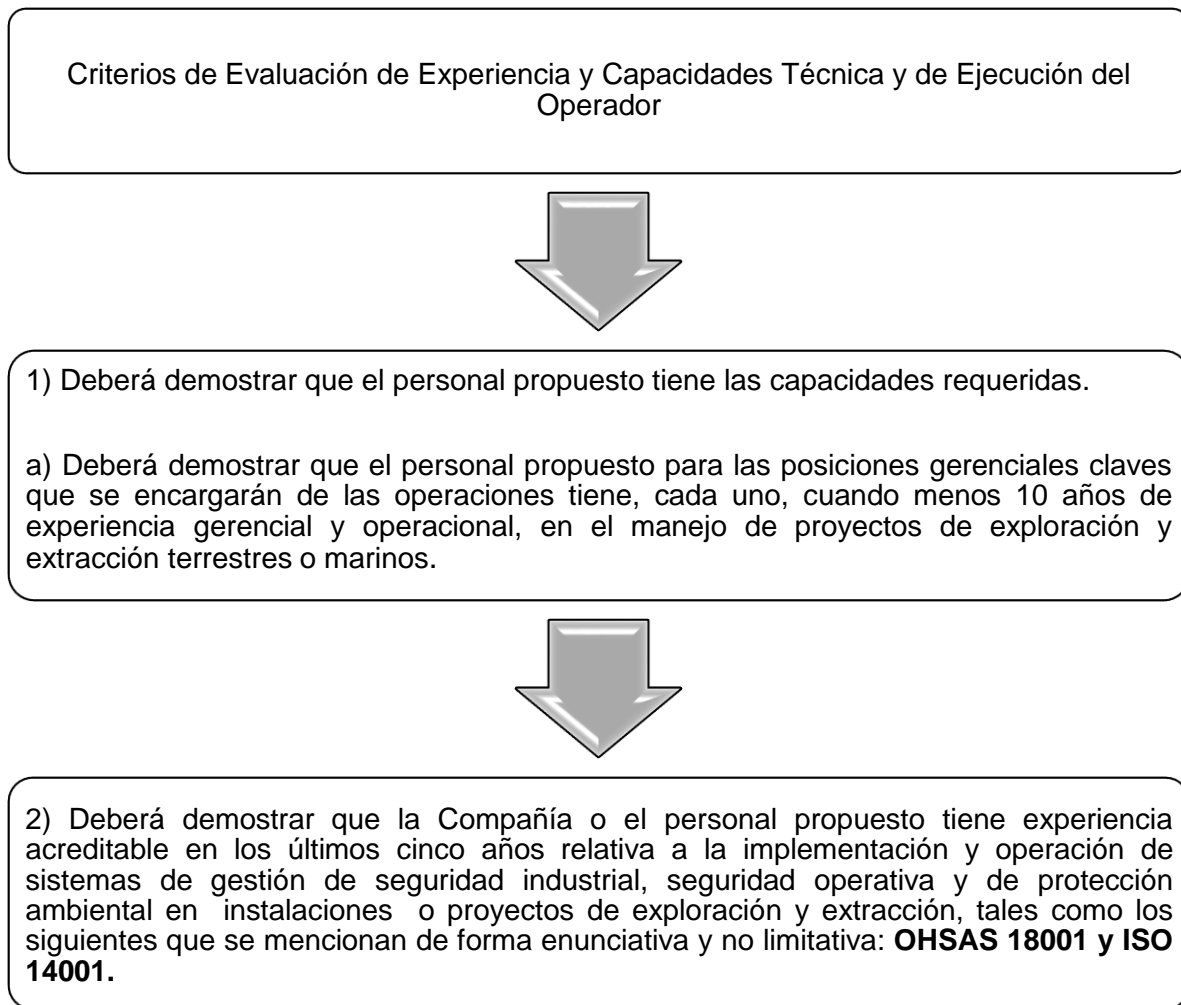 Criterios de Evaluación de Experiencia y Capacidades Técnica y de Ejecución del
Operador
1) Deberá demostrar que el personal propuesto tiene las capacidades requeridas.
a) Deberá demostrar que el personal propuesto para las posiciones gerenciales claves
que se encargarán de las operaciones tiene, cada uno, cuando menos 10 años de
experiencia gerencial y operacional, en el manejo de proyectos de exploración y
extracción terrestres o marinos.
2) Deberá demostrar que la Compañía o el personal propuesto tiene experiencia
acreditable en los últimos cinco años relativa a la implementación y operación de
sistemas de gestión de seguridad industrial, seguridad operativa y de protección
ambiental en instalaciones o proyectos de exploración y extracción, tales como los
siguientes que se mencionan de forma enunciativa y no limitativa: OHSAS 18001 y ISO
14001.